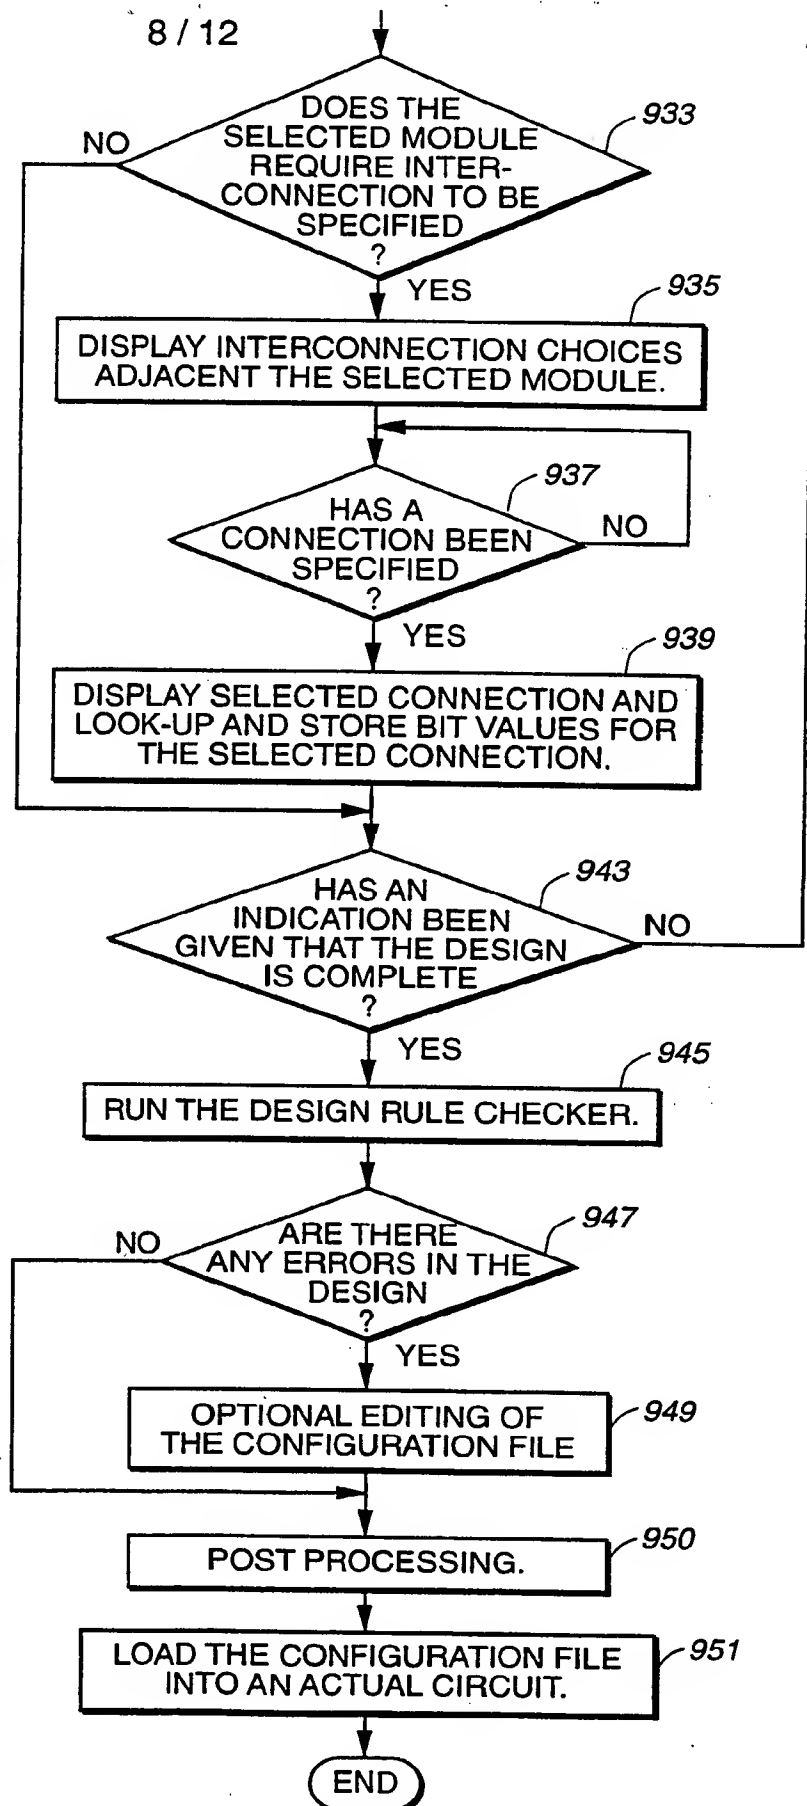 8 / 12
DOES THE
SELECTED MODULE
REQUIRE INTER-
CONNECTION TO BE
SPECIFIED
?
933
NO
YES
935
DISPLAY INTERCONNECTION CHOICES
ADJACENT THE SELECTED MODULE.
937
HAS A
CONNECTION BEEN
SPECIFIED
?
NO
YES
939
DISPLAY SELECTED CONNECTION AND
LOOK-UP AND STORE BIT VALUES FOR
THE SELECTED CONNECTION.
943
HAS AN
INDICATION BEEN
GIVEN THAT THE DESIGN
IS COMPLETE
?
NO
YES
945
RUN THE DESIGN RULE CHECKER.
947
ARE THERE
ANY ERRORS IN THE
DESIGN
?
NO
YES
949
OPTIONAL EDITING OF
THE CONFIGURATION FILE
950
POST PROCESSING.
951
LOAD THE CONFIGURATION FILE
INTO AN ACTUAL CIRCUIT.
END